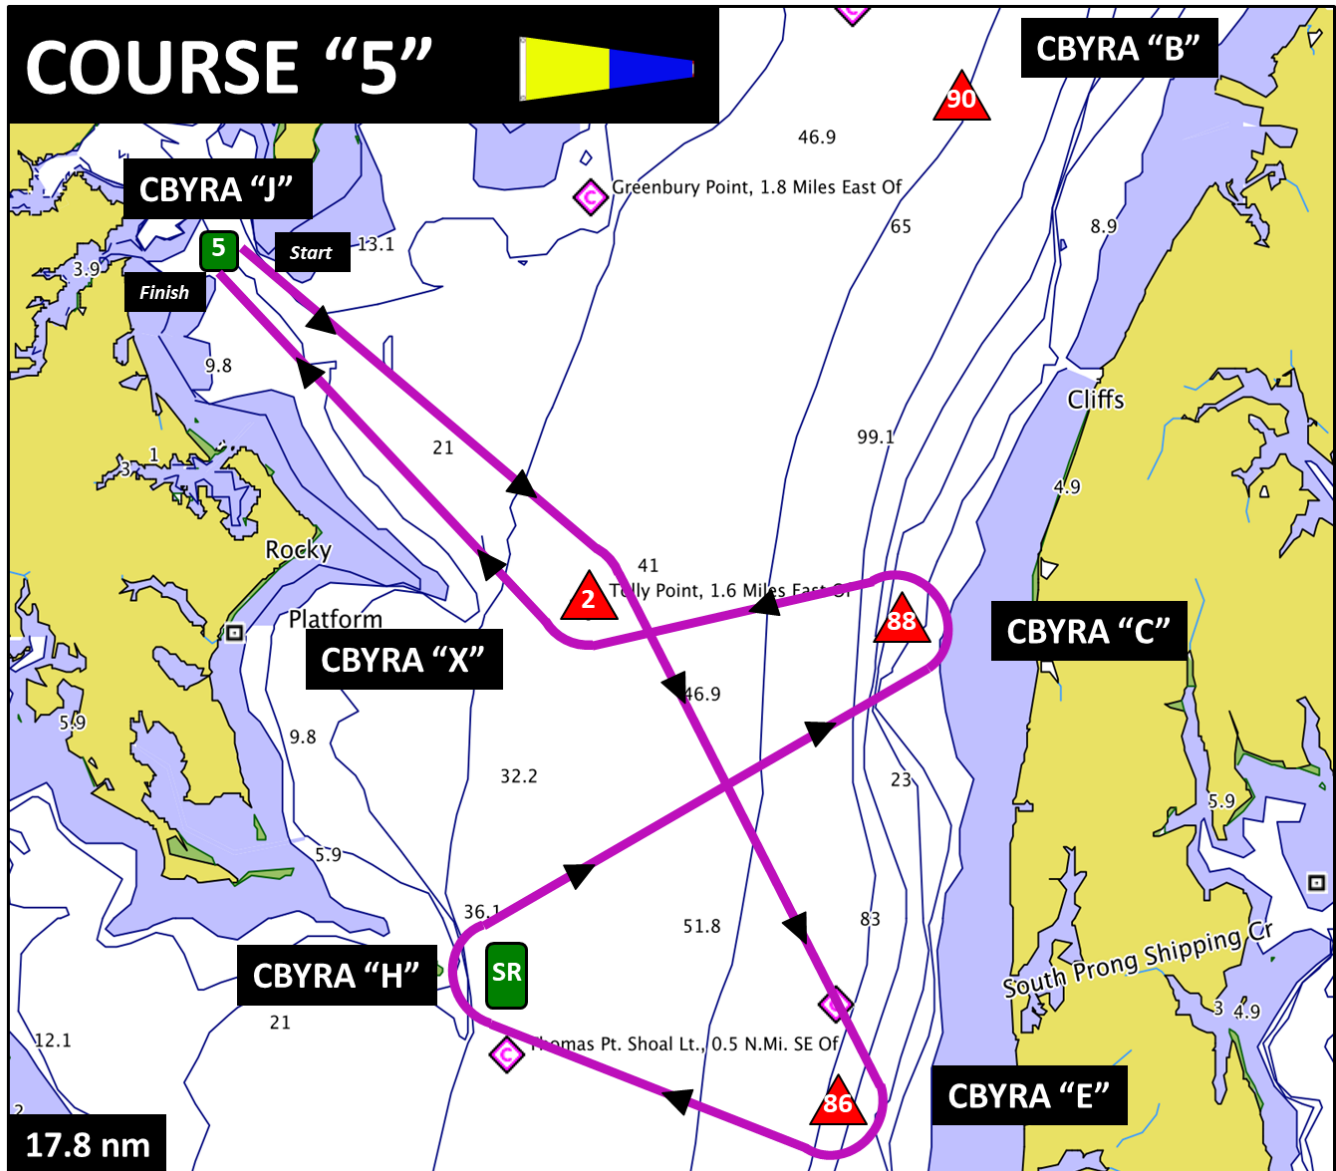 COURSE “5”
CBYRA “B”
90
46.9
CBYRA “J”
Greenbury Point, 1.8 Miles East Of
65
8.9
5
Start
13.1
3.9
Finish
9.8
Cliffs
99.1
21
1
3
4.9
Rocky
41
2
Tolly Point, 1.6 Miles East Of
Platform
88
CBYRA “C”
CBYRA “X”
46.9
5.9
9.8
32.2
23
5.9
5.9
36.1
51.8
83
South Prong Shipping Cr
CBYRA “H”
SR
3
4.9
21
12.1
Thomas Pt. Shoal Lt., 0.5 N.Mi. SE Of
C
CBYRA “E”
86
2
17.8 nm